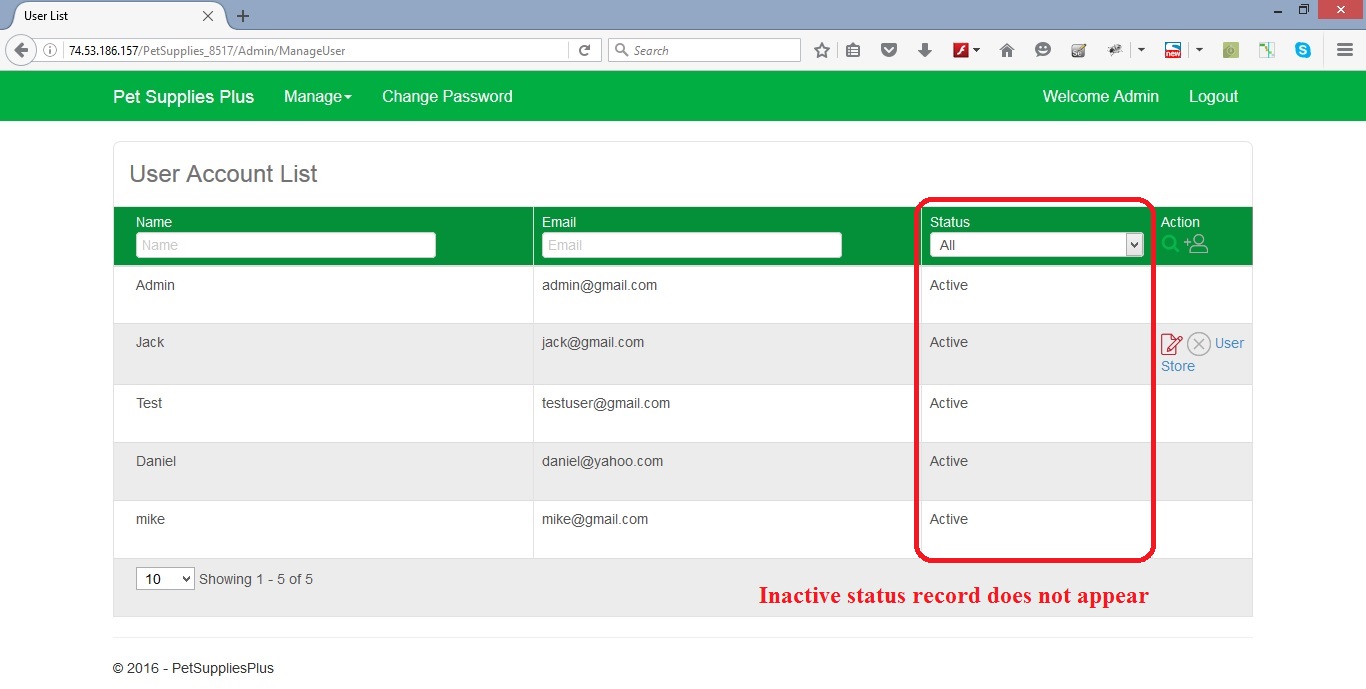 User List
74.53.186.157/PetSupplies_8517/Admin/ManageUser
Search
new
S
Pet Supplies Plus Manage Change Password Welcome Admin Logout
User Account List
Name Email Status Action
Name Email All
Admin admin@gmail.com Active
Jack jack@gmail.com Active User
Store
Test testuser@gmail.com Active
Daniel daniel@yahoo.com Active
mike mike@gmail.com Active
10 Showing 1 - 5 of 5
Inactive status record does not appear
© 2016 - PetSuppliesPlus